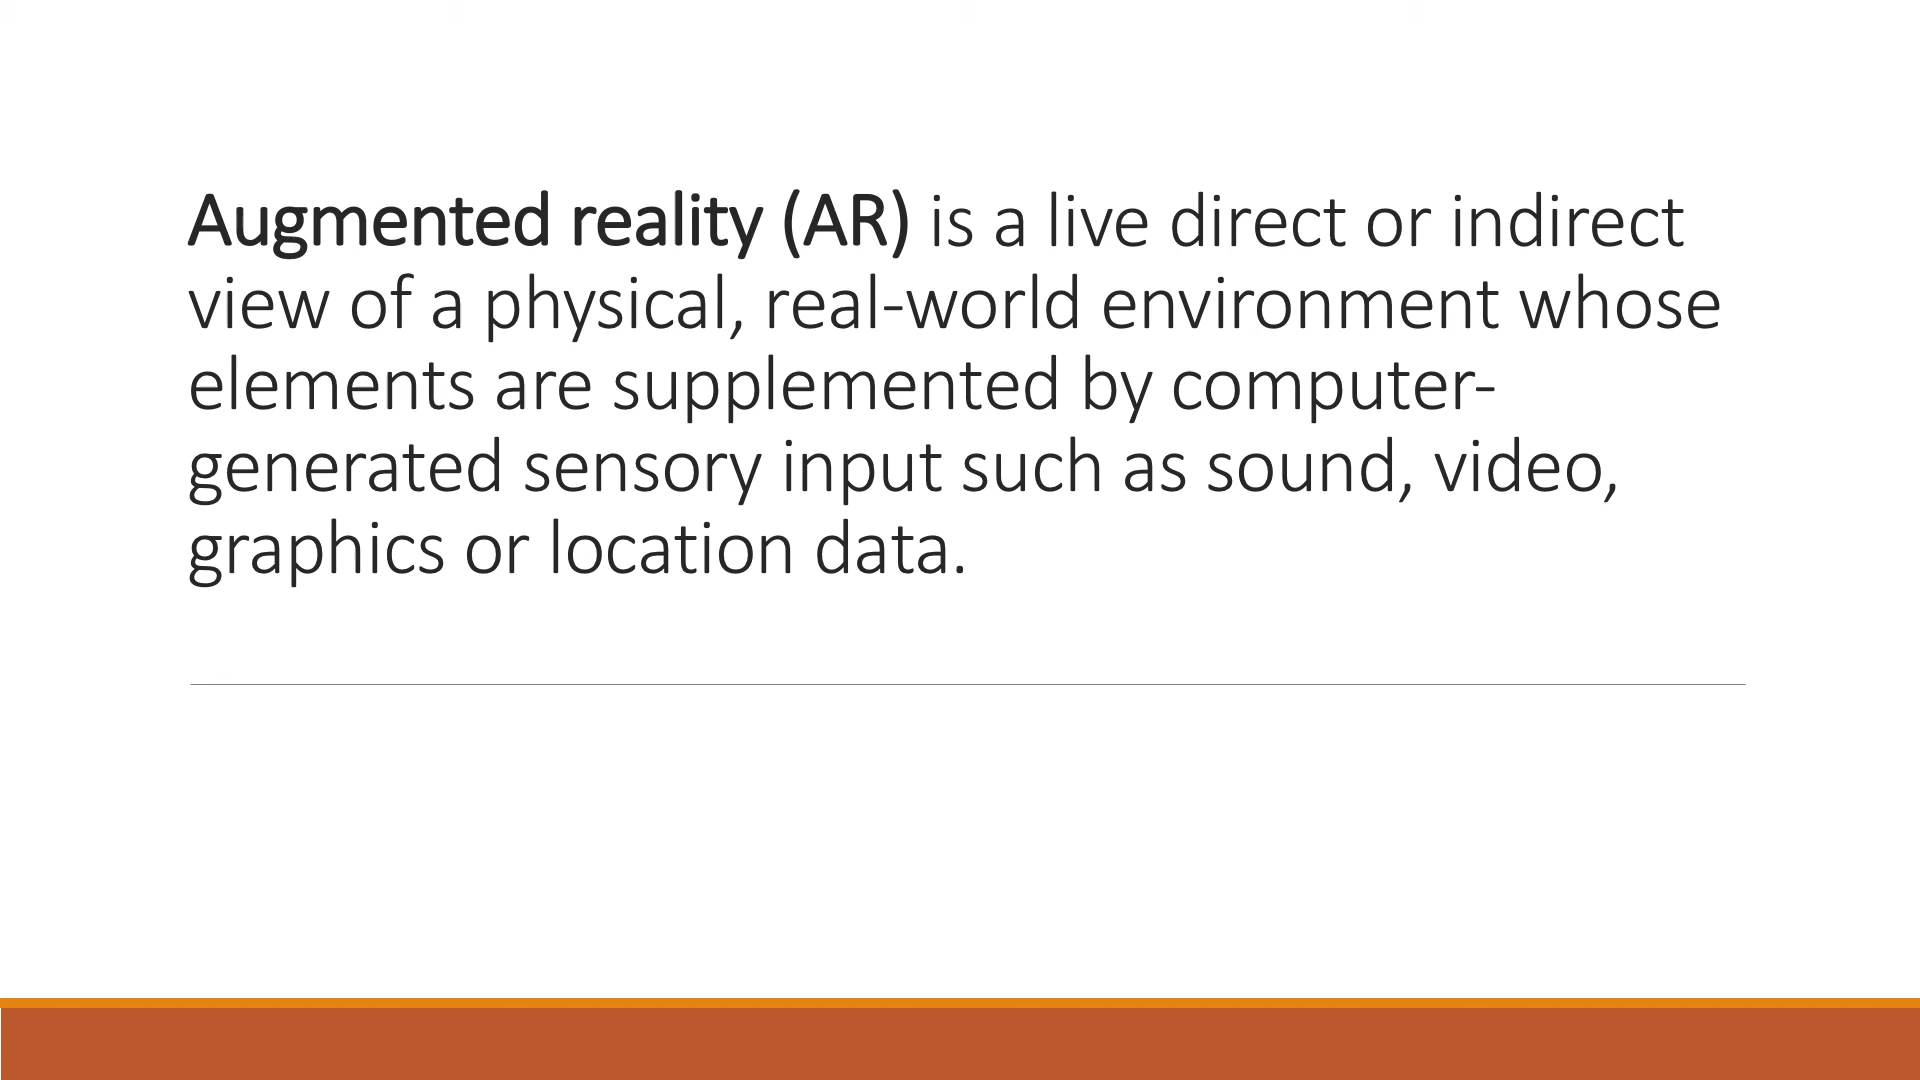 Augmented reality (AR) is a live direct or indirect
view of a physical, real-world environment whose
elements are supplemented by computer-
generated sensory input such as sound, video,
graphics or location data.